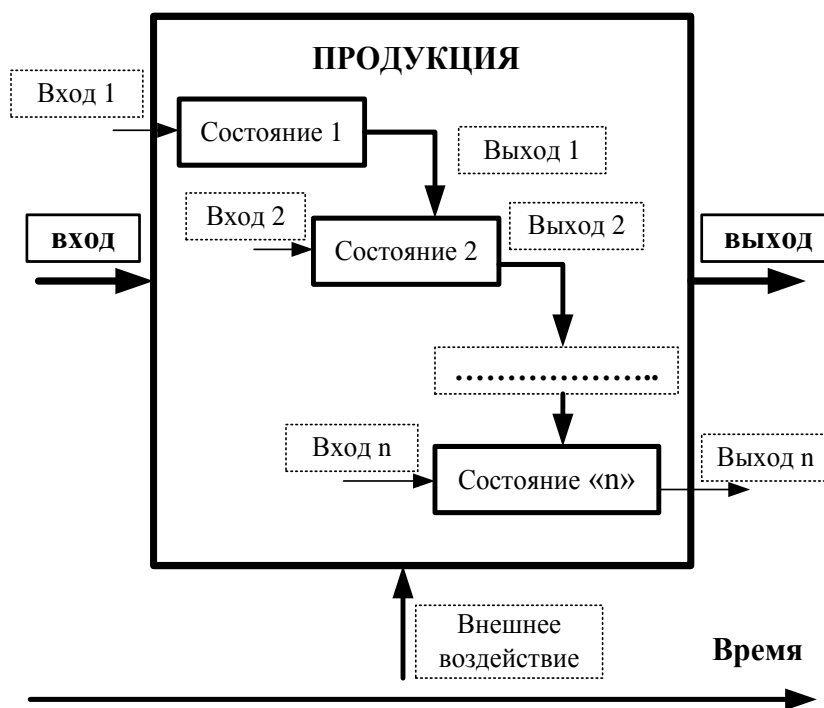 ПРОДУКЦИЯ
Вход 1
Состояние 1
Выход 1
Вход 2
Выход 2
вход
Состояние 2
выход
…………………..
Вход n
Выход n
Состояние «n»
Внешнее
воздействие
Время